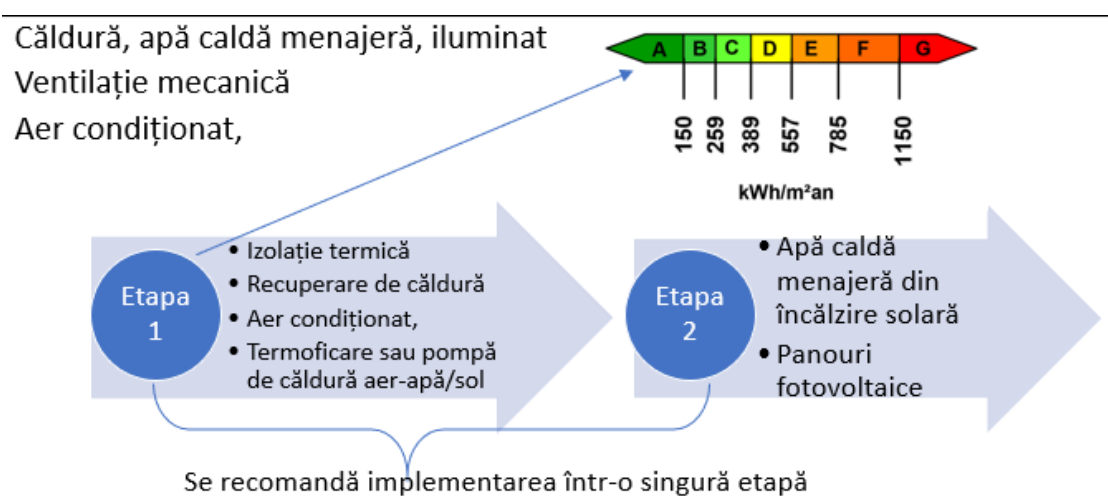 Căldură, apă caldă menajeră, iluminat
Ventilație mecanică
Aer condiționat,
A B C D E F G
150 259 389 557 785 1150
kWh/m²an
Etapa
1
• Izolație termică
• Recuperare de căldură
• Aer condiționat,
• Termoficare sau pompă
de căldură aer-apă/sol
Etapa
2
• Apă caldă
menajeră din
încălzire solară
• Panouri
fotovoltaice
Se recomandă implementarea într-o singură etapă